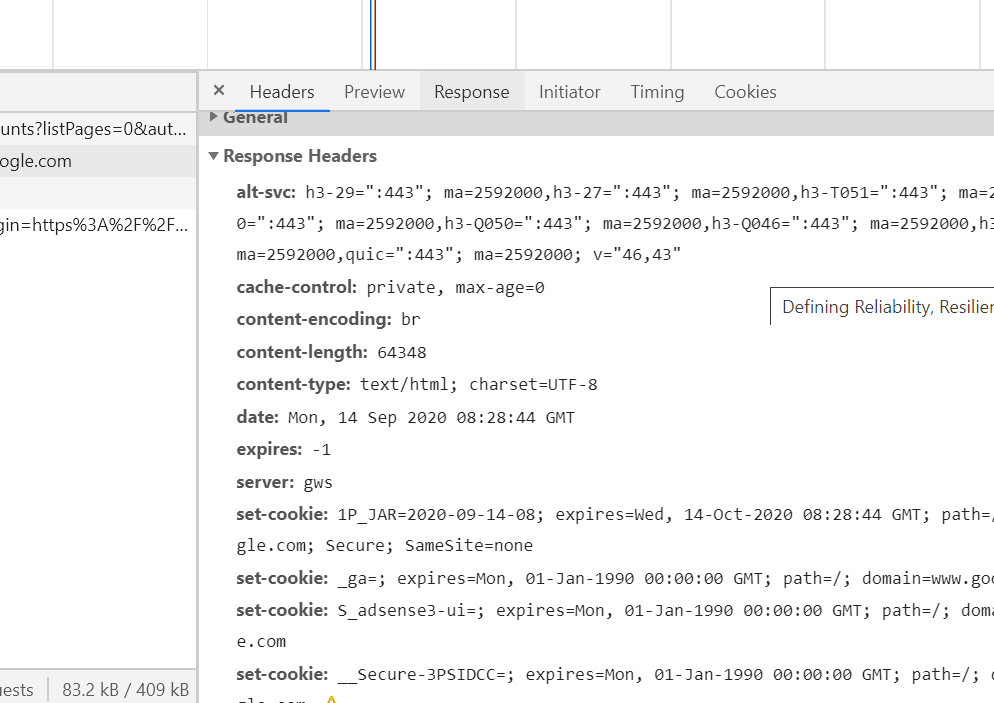 × Headers Preview Response Initiator Timing Cookies
General
unts?listPages=0&aut...
ogle.com
gin=https%3A%2F%2F...
Response Headers
alt-svc: h3-29=":443"; ma=2592000,h3-27=":443"; ma=2592000,h3-T051=":443"; ma=2
0=":443"; ma=2592000,h3-Q050=":443"; ma=2592000,h3-Q046=":443"; ma=2592000,h3
ma=2592000,quic=":443"; ma=2592000; v="46,43"
cache-control: private, max-age=0
Defining Reliability, Resilier
content-encoding: br
content-length: 64348
content-type: text/html; charset=UTF-8
date: Mon, 14 Sep 2020 08:28:44 GMT
expires: -1
server: gws
set-cookie: 1P_JAR=2020-09-14-08; expires=Wed, 14-Oct-2020 08:28:44 GMT; path=/
gle.com; Secure; SameSite=none
set-cookie: _ga=; expires=Mon, 01-Jan-1990 00:00:00 GMT; path=/; domain=www.goo
set-cookie: S_adsense3-ui=; expires=Mon, 01-Jan-1990 00:00:00 GMT; path=/; doma
e.com
set-cookie: __Secure-3PSIDCC=; expires=Mon, 01-Jan-1990 00:00:00 GMT; path=/; d
gle.com
uests 83.2 kB / 409 kB